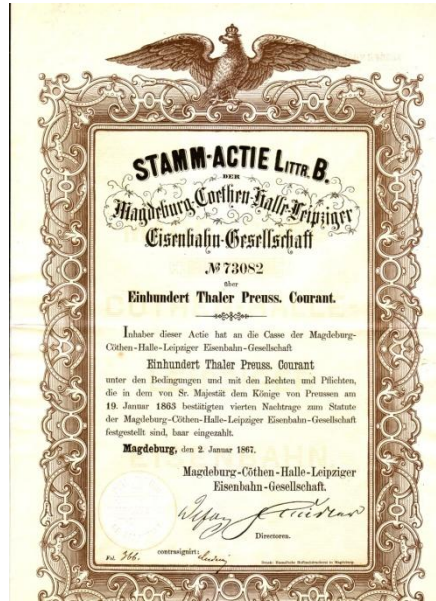 STAMM-ACTIE LITTR. B.
DER
Magdeburg-Coethen-Halle-Leipziger
Eisenbahn-Gesellschaft
№ 73082
über
Einhundert Thaler Preuss. Courant.
Inhaber dieser Actie hat an die Casse der Magdeburg-
Cöthen-Halle-Leipziger Eisenbahn-Gesellschaft
Einhundert Thaler Preuss. Courant
unter den Bedingungen und mit den Rechten und Pflichten,
die in dem von Sr. Majestät dem Könige von Preussen am
19. Januar 1863 bestätigten vierten Nachtrage zum Statute
der Magdeburg-Cöthen-Halle-Leipziger Eisenbahn-Gesellschaft
festgestellt sind, baar eingezahlt.
Magdeburg, den 2. Januar 1867.
Magdeburg-Cöthen-Halle-Leipziger
Eisenbahn-Gesellschaft.
Directoren.
Fol. 366.
contrasignirt: